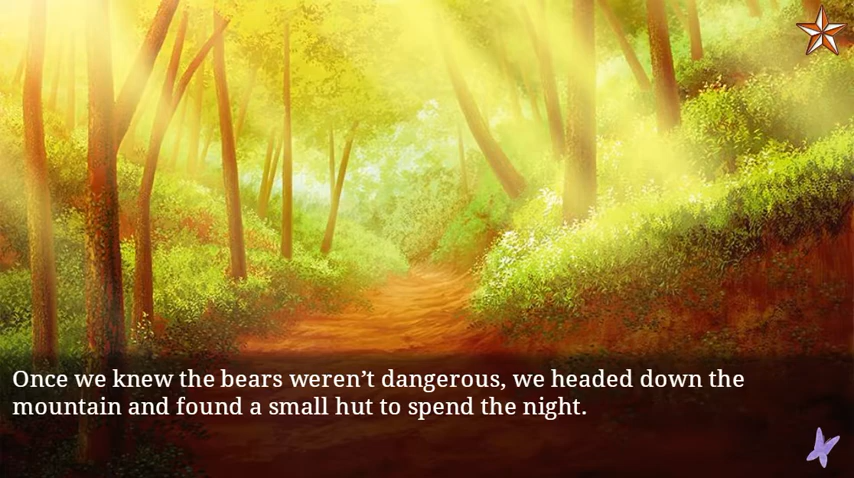 Once we knew the bears weren’t dangerous, we headed down the
mountain and found a small hut to spend the night.